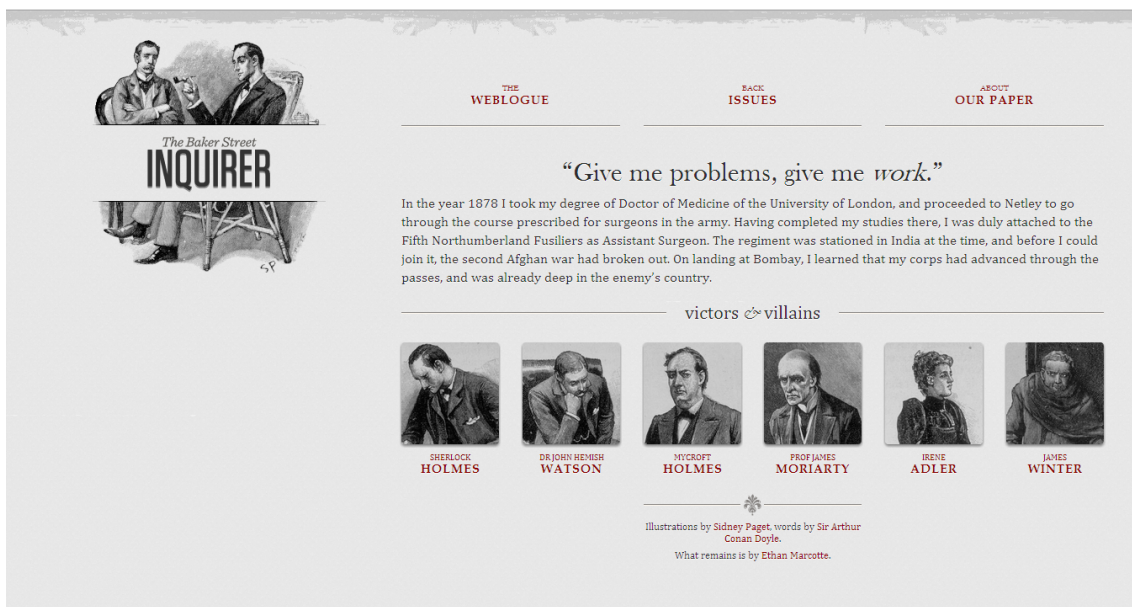 The Baker Street
INQUIRER
SP
THE
WEBLOGUE
BACK
ISSUES
ABOUT
OUR PAPER
“Give me problems, give me work.”
In the year 1878 I took my degree of Doctor of Medicine of the University of London, and proceeded to Netley to go
through the course prescribed for surgeons in the army. Having completed my studies there, I was duly attached to the
Fifth Northumberland Fusiliers as Assistant Surgeon. The regiment was stationed in India at the time, and before I could
join it, the second Afghan war had broken out. On landing at Bombay, I learned that my corps had advanced through the
passes, and was already deep in the enemy’s country.
victors & villains
SHERLOCK
HOLMES
DR JOHN HEMISH
WATSON
MYCROFT
HOLMES
PROF JAMES
MORIARTY
IRENE
ADLER
JAMES
WINTER
Illustrations by Sidney Paget, words by Sir Arthur
Conan Doyle.
What remains is by Ethan Marcotte.